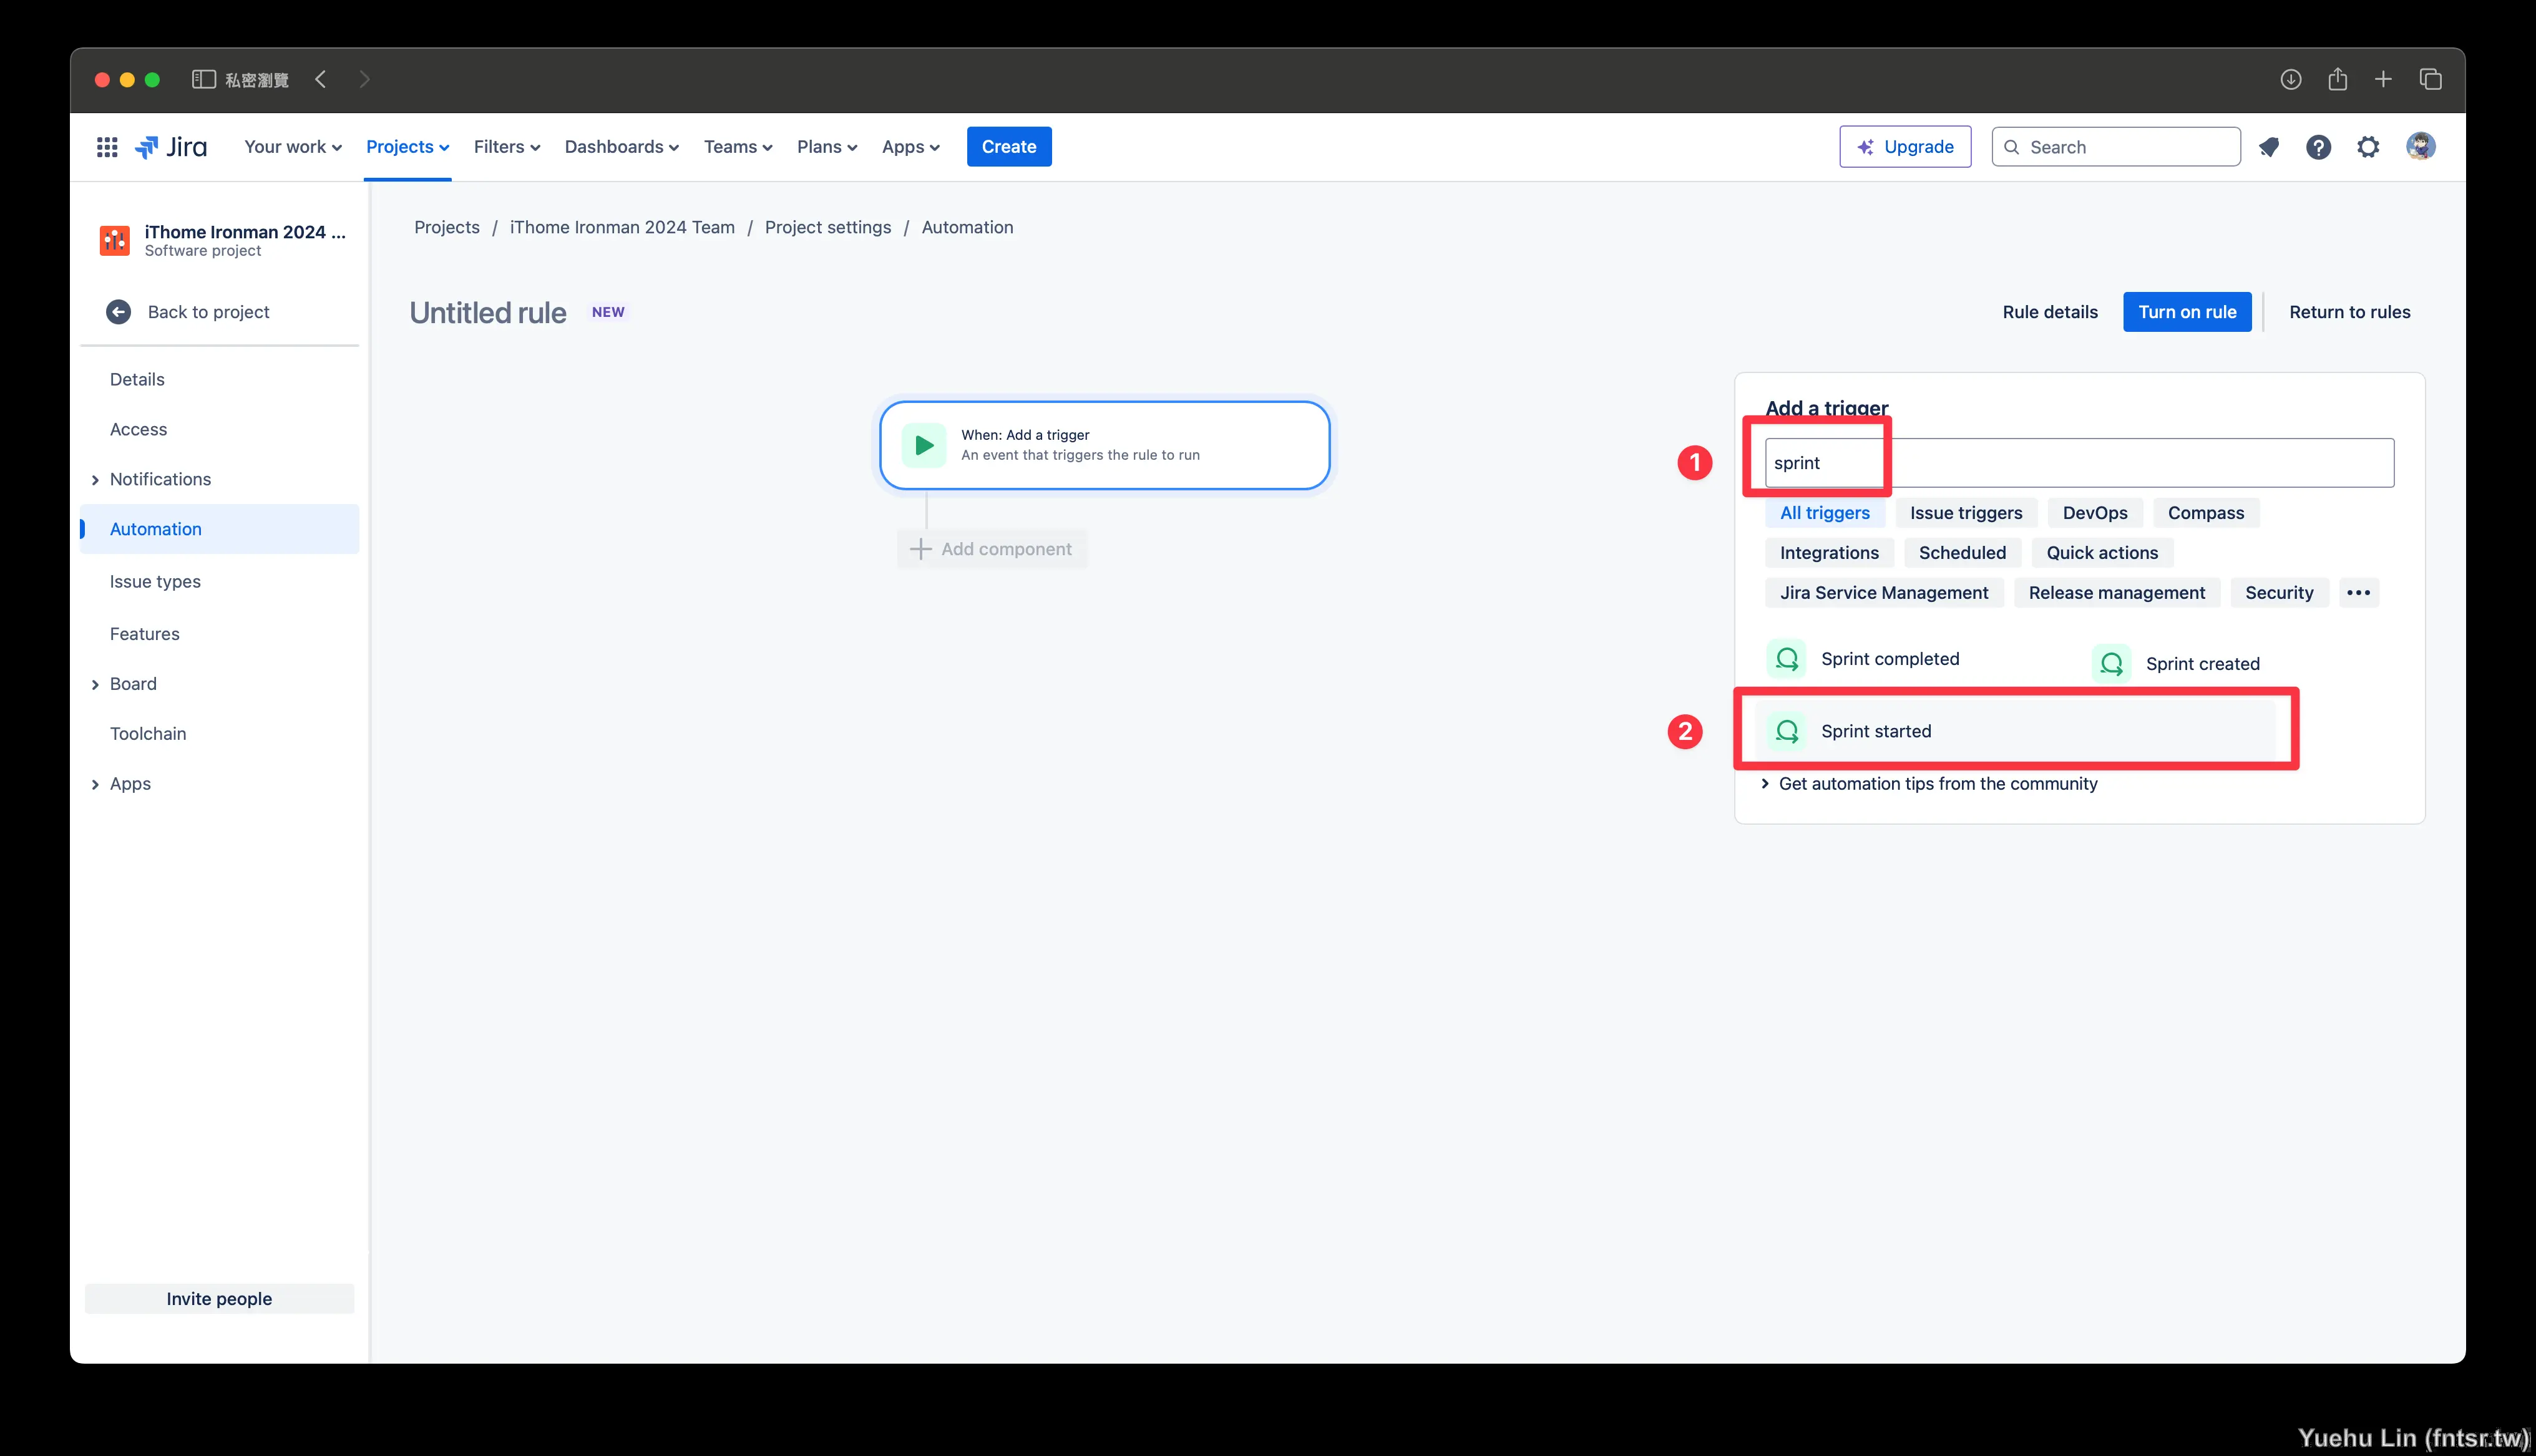 私密瀏覽
Jira
Your work
Projects
Filters
Dashboards
Teams
Plans
Apps
Create
Upgrade
Search
iThome Ironman 2024 ...
Software project
Back to project
Details
Access
Notifications
Automation
Issue types
Features
Board
Toolchain
Apps
Invite people
Projects / iThome Ironman 2024 Team / Project settings / Automation
Untitled rule NEW
Rule details
Turn on rule
Return to rules
When: Add a trigger
An event that triggers the rule to run
Add component
Add a trigger
1
sprint
All triggers Issue triggers DevOps Compass
Integrations Scheduled Quick actions
Jira Service Management Release management Security •••
Sprint completed
Sprint created
2
Sprint started
Get automation tips from the community
Yuehu Lin (fntsr.tw)